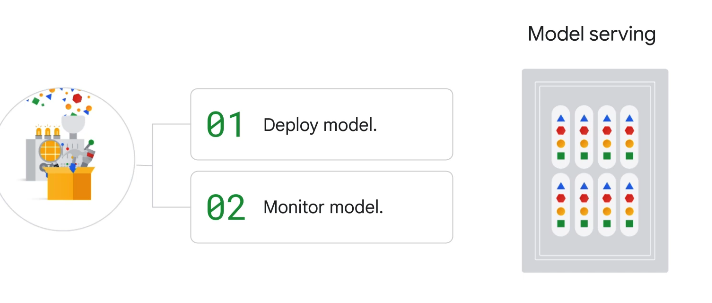 Model serving
01 Deploy model.
02 Monitor model.